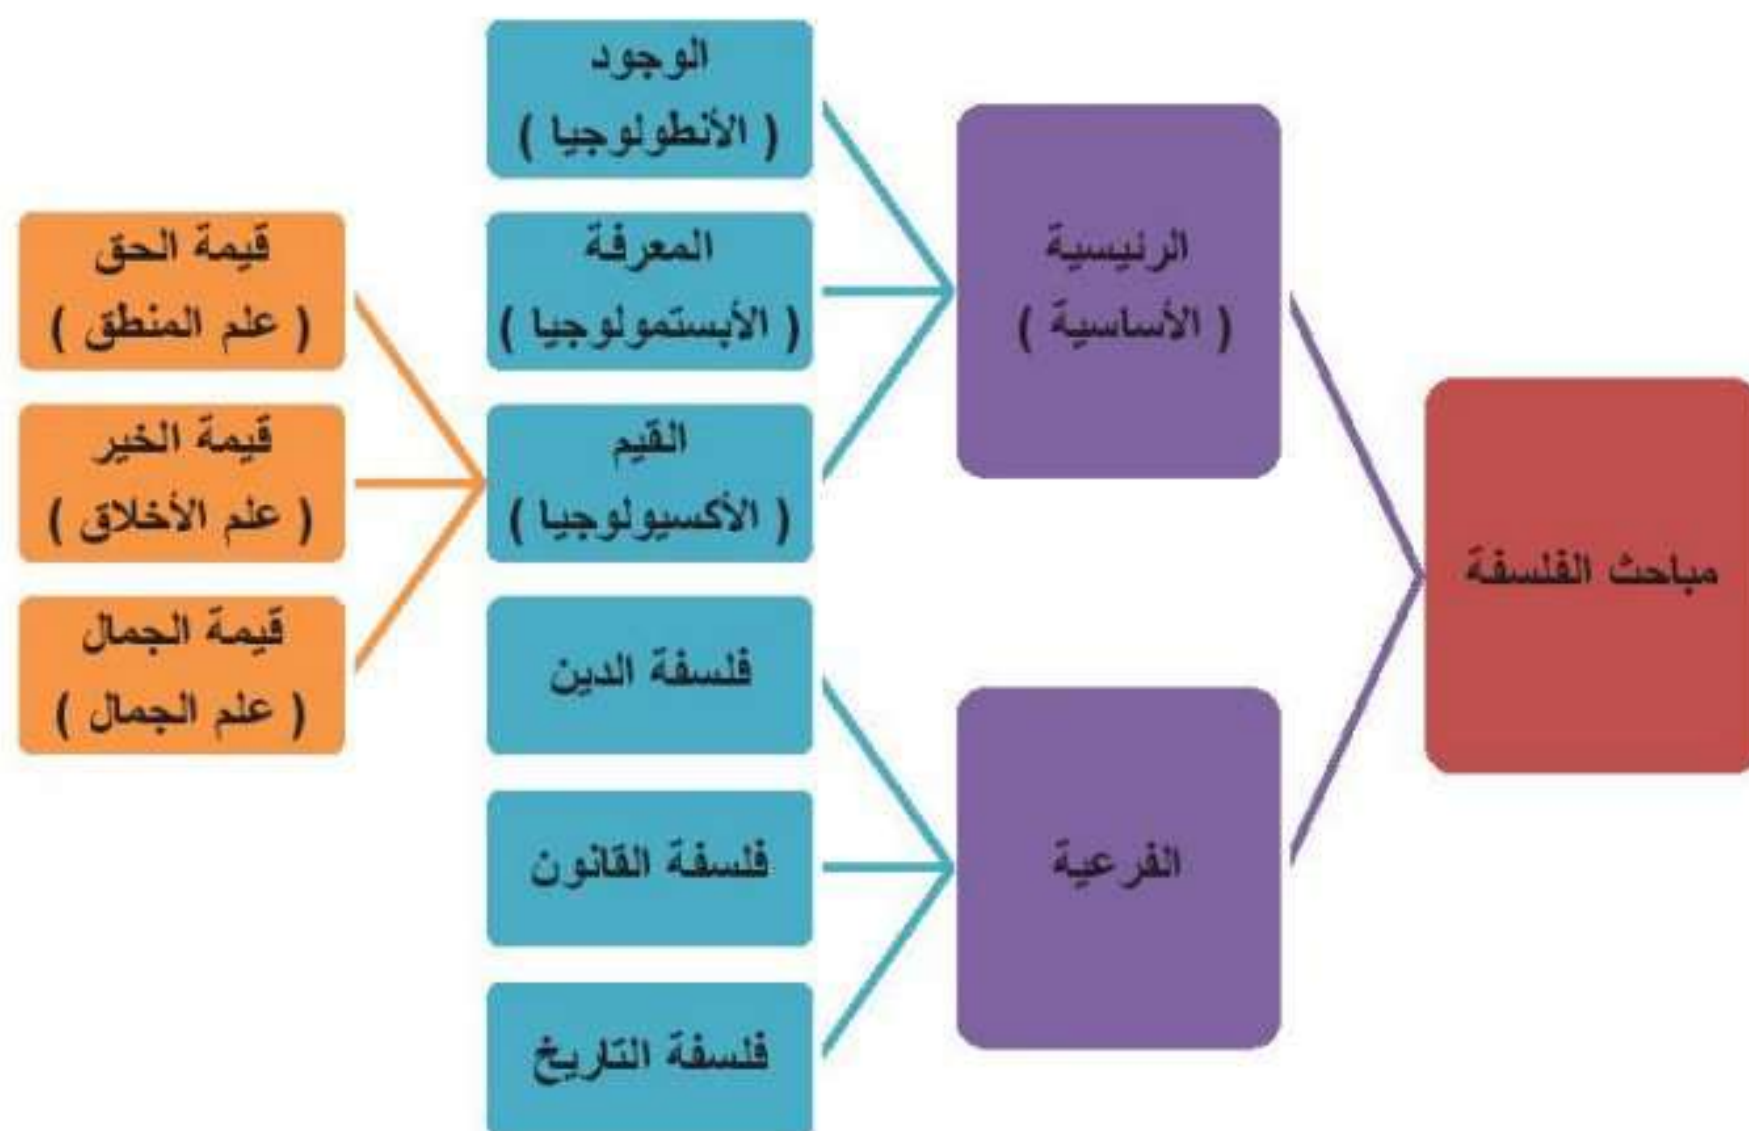 مباحث الفلسفة
الرئيسية
( الأساسية )
الوجود
( الأنطولوجيا )
المعرفة
( الأبستمولوجيا )
القيم
( الأكسيولوجيا )
قيمة الحق
( علم المنطق )
قيمة الخير
( علم الأخلاق )
قيمة الجمال
( علم الجمال )
الفرعية
فلسفة الدين
فلسفة القانون
فلسفة التاريخ